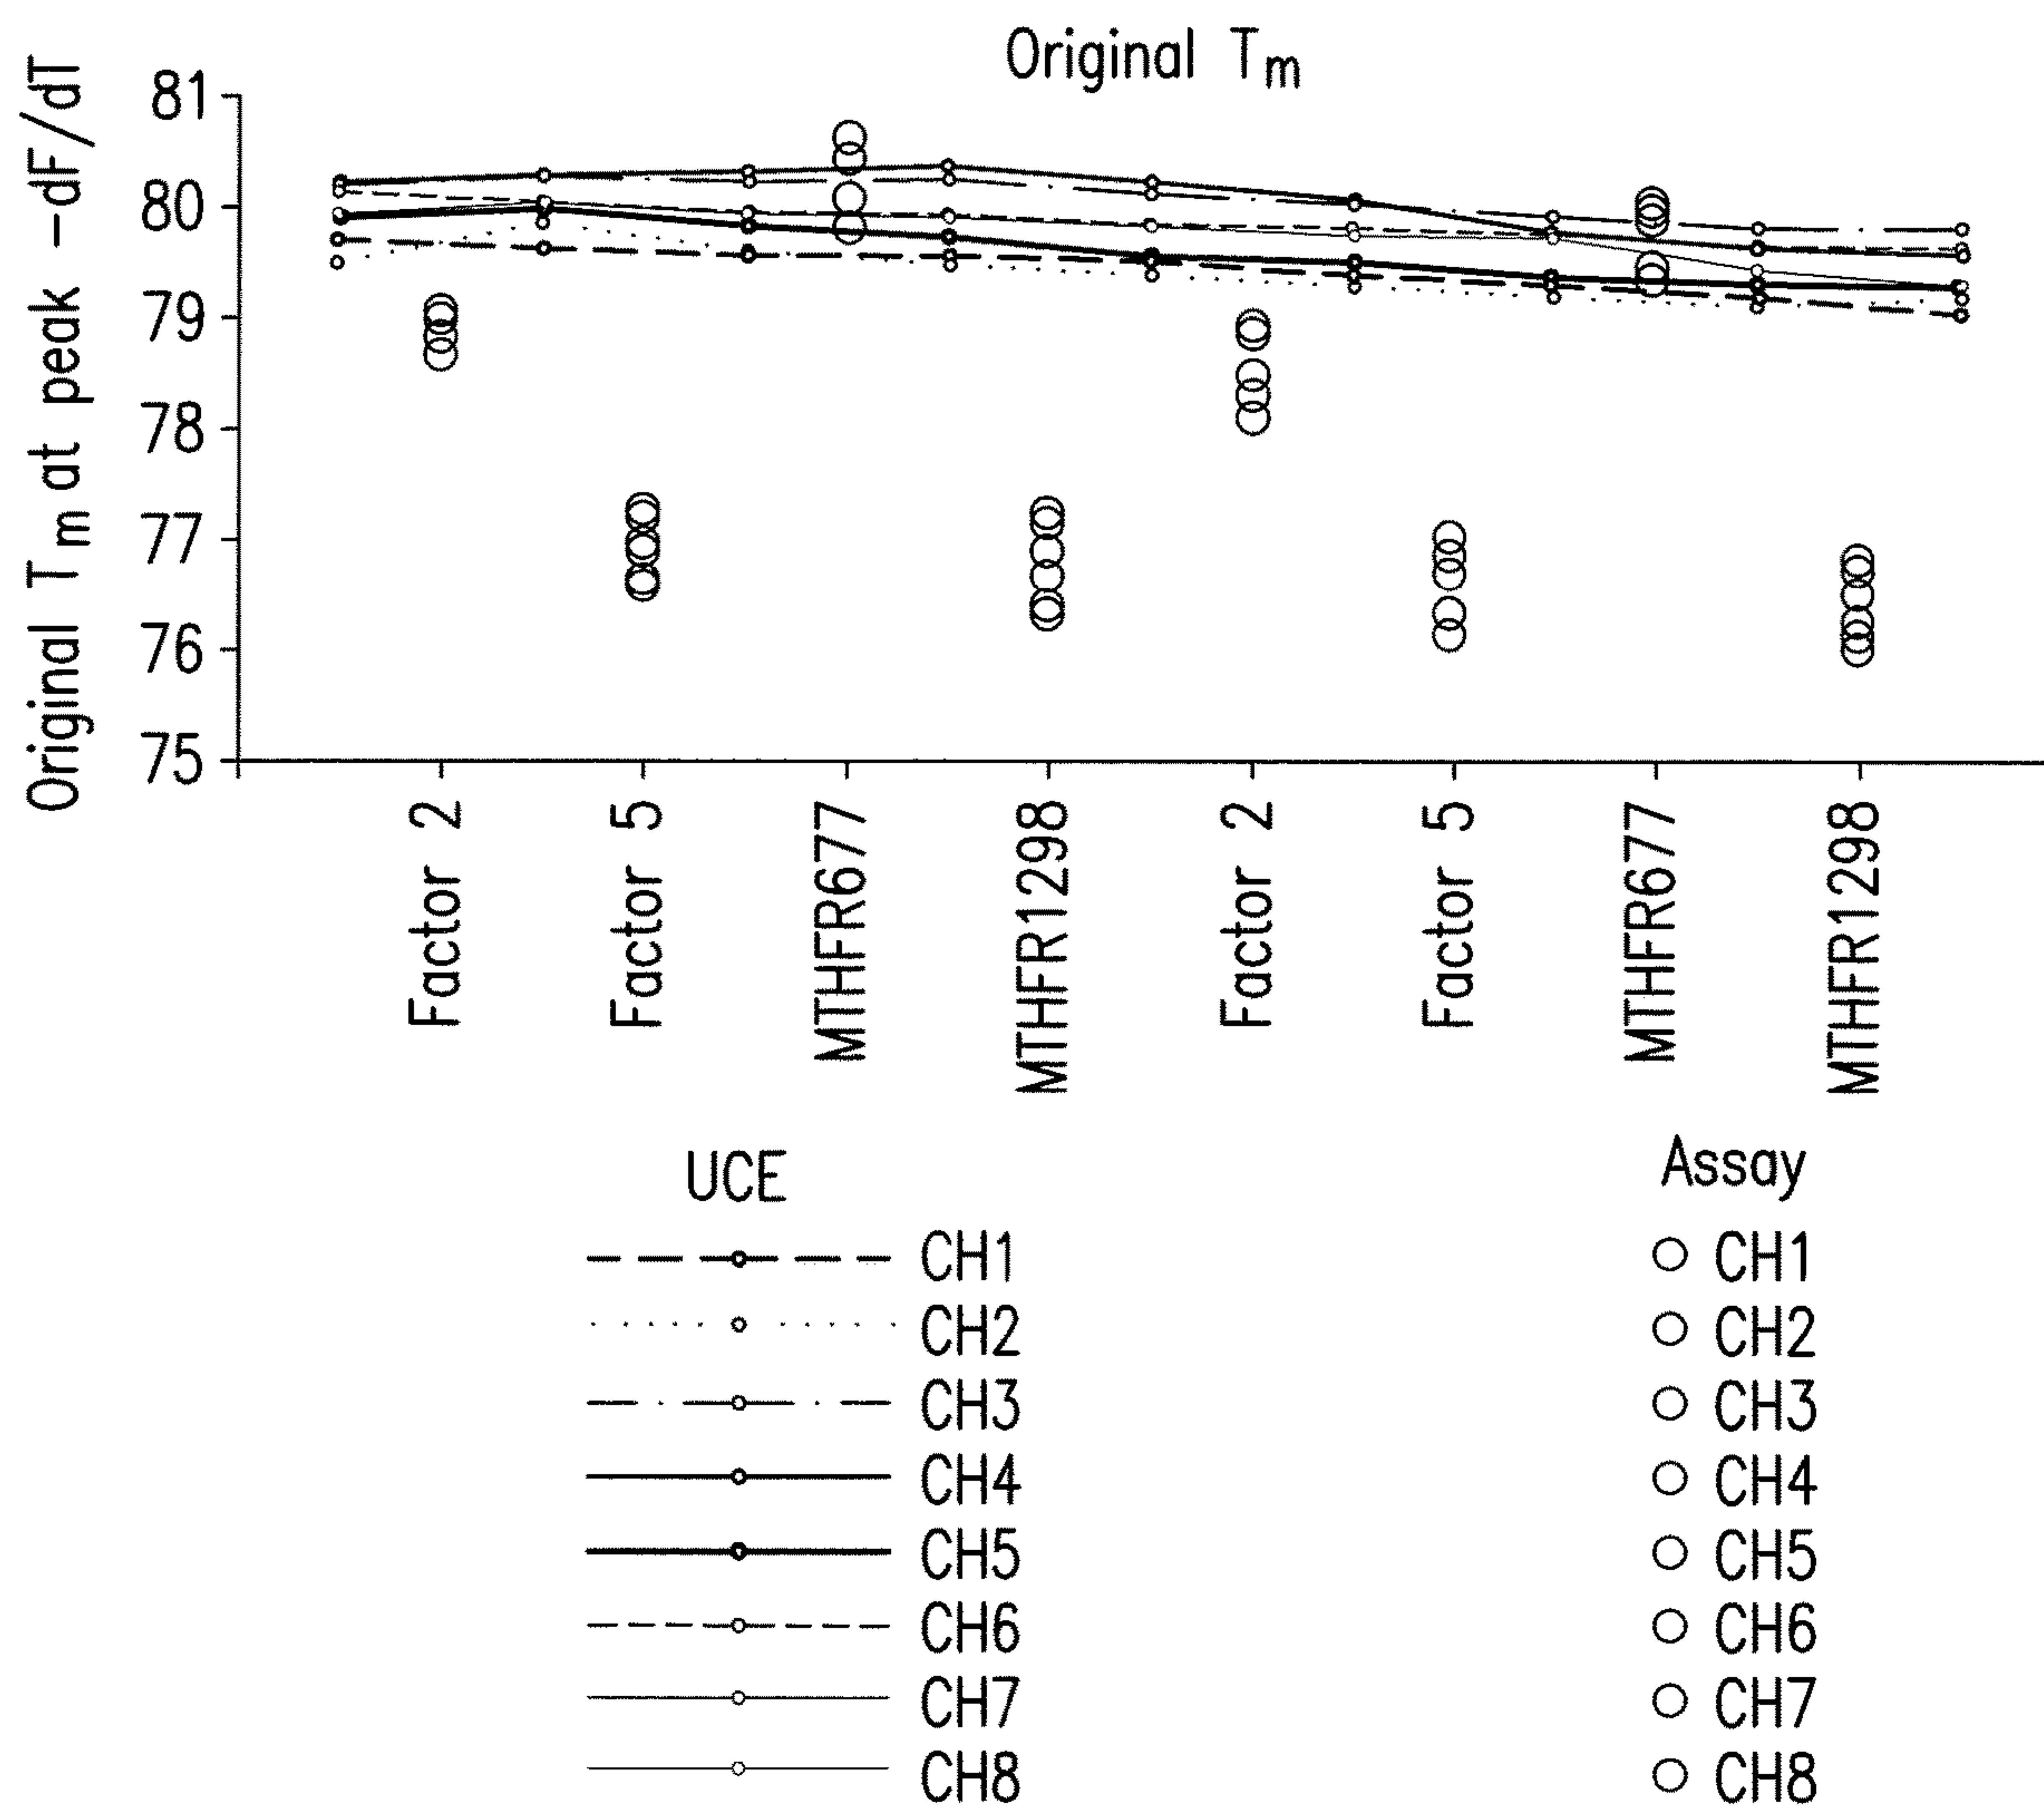 Original Tm
Original Tm at peak -dF/dT
81
80
79
78
77
76
75
Factor 2
Factor 5
MTHFR677
MTHFR1298
Factor 2
Factor 5
MTHFR677
MTHFR1298
UCE
CH1
CH2
CH3
CH4
CH5
CH6
CH7
CH8
Assay
CH1
CH2
CH3
CH4
CH5
CH6
CH7
CH8